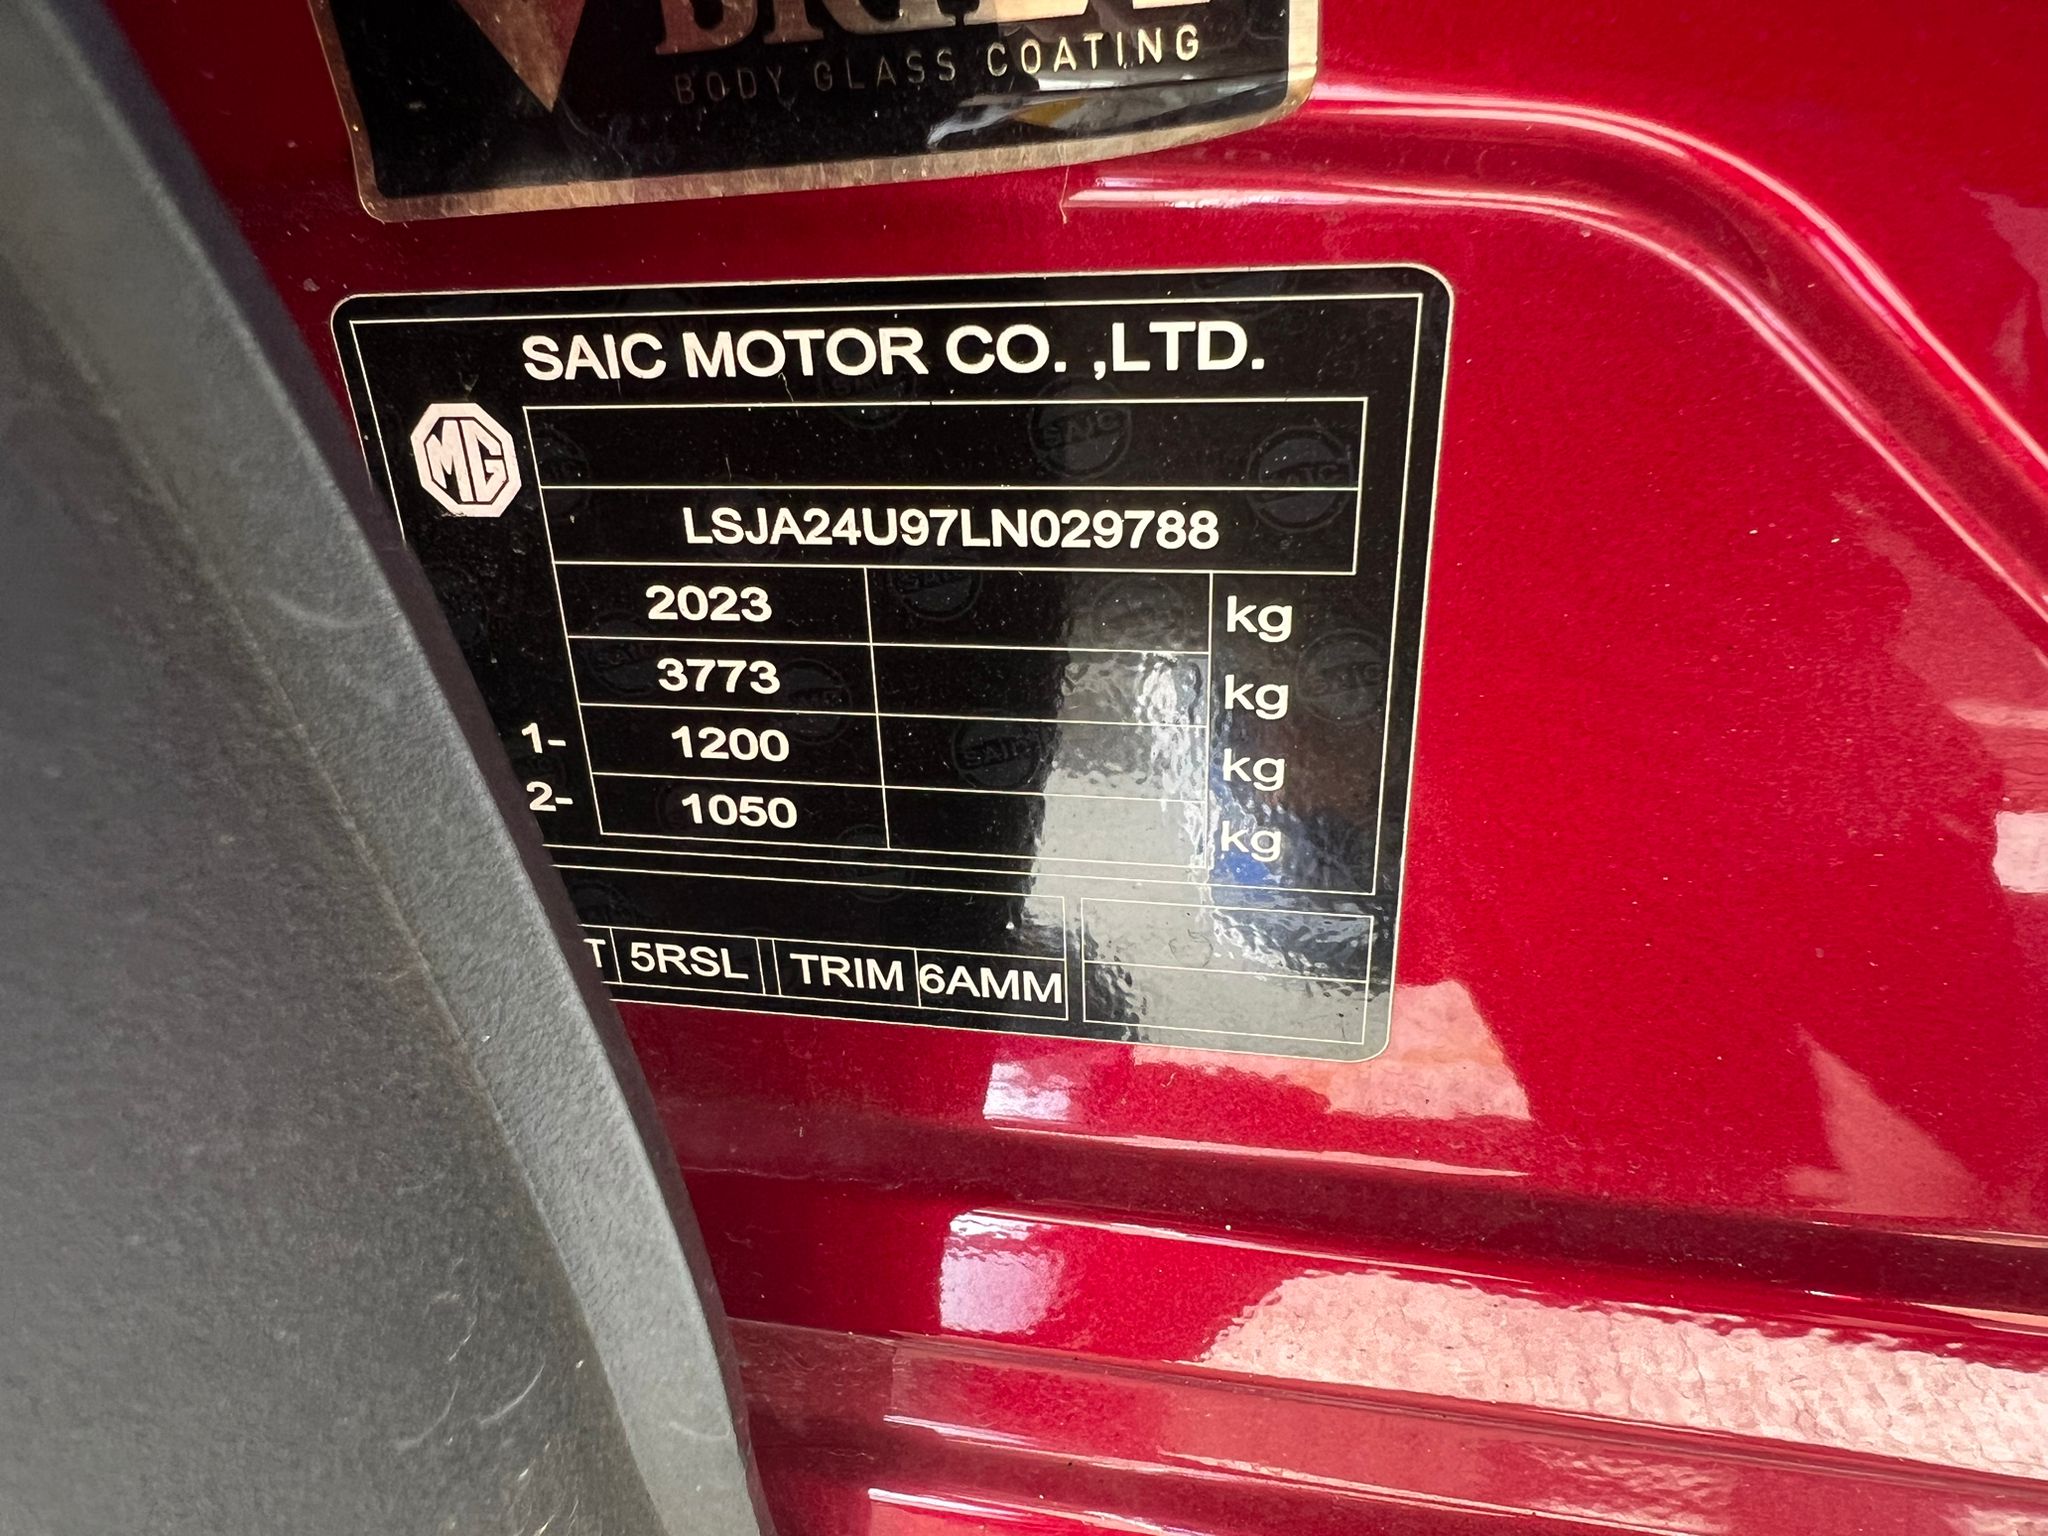 BODY GLASS COATING
SAIC MOTOR CO. ,LTD.
MG
LSJA24U97LN029788
2023 kg
3773 kg
1- 1200 kg
2- 1050 kg
T 5RSL TRIM 6AMM